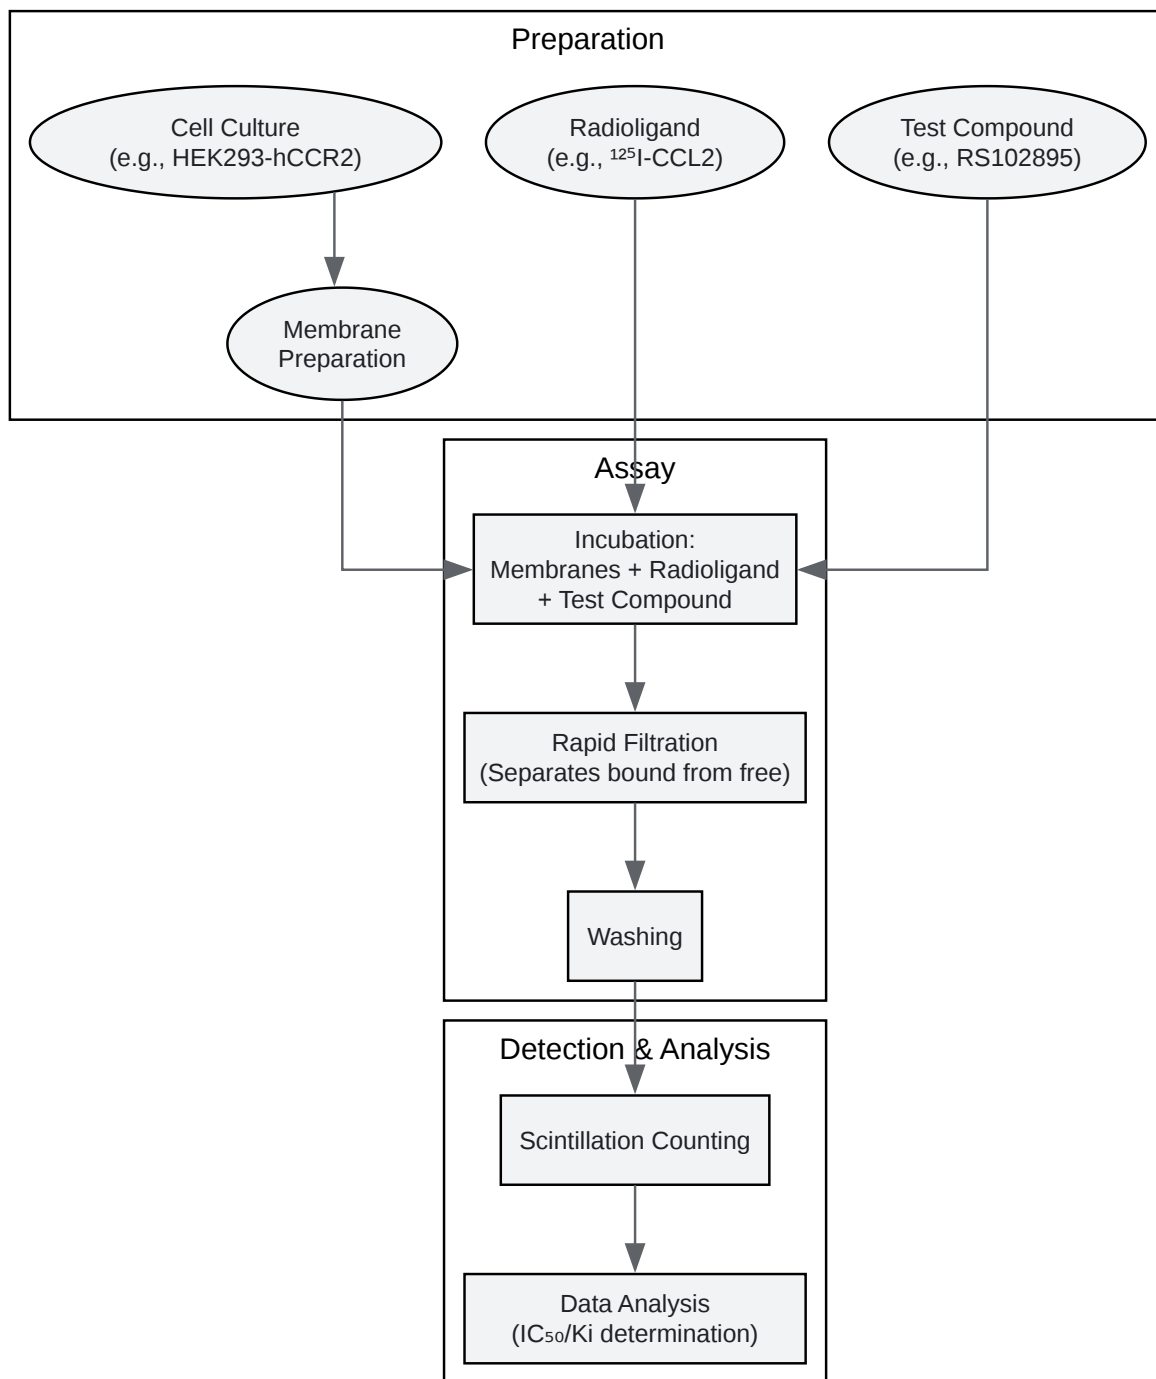 Preparation
Cell Culture
(e.g., HEK293-hCCR2)
Radioligand
(e.g., ¹²⁵I-CCL2)
Test Compound
(e.g., RS102895)
Membrane
Preparation
Assay
Incubation:
Membranes + Radioligand
+ Test Compound
Rapid Filtration
(Separates bound from free)
Washing
Detection & Analysis
Scintillation Counting
Data Analysis
(IC₅₀/Ki determination)